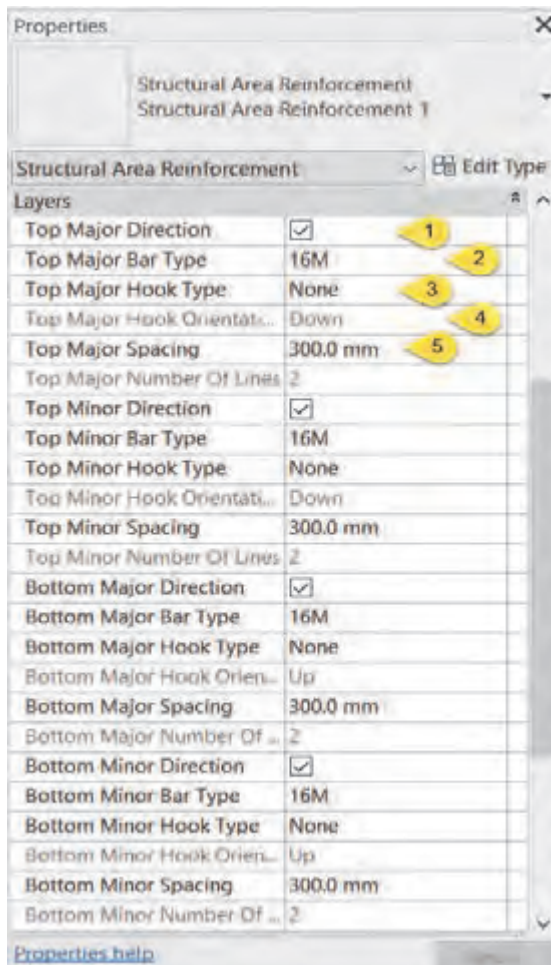 Properties
Structural Area Reinforcement
Structural Area Reinforcement 1
Structural Area Reinforcement Edit Type
Layers
Top Major Direction 1
Top Major Bar Type 16M 2
Top Major Hook Type None 3
Top Major Hook Orientati... Down 4
Top Major Spacing 300.0 mm 5
Top Major Number Of Lines 2
Top Minor Direction
Top Minor Bar Type 16M
Top Minor Hook Type None
Top Minor Hook Orientati... Down
Top Minor Spacing 300.0 mm
Top Minor Number Of Lines 2
Bottom Major Direction
Bottom Major Bar Type 16M
Bottom Major Hook Type None
Bottom Major Hook Orien... Up
Bottom Major Spacing 300.0 mm
Bottom Major Number Of ... 2
Bottom Minor Direction
Bottom Minor Bar Type 16M
Bottom Minor Hook Type None
Bottom Minor Hook Orien... Up
Bottom Minor Spacing 300.0 mm
Bottom Minor Number Of ... 2
Properties help